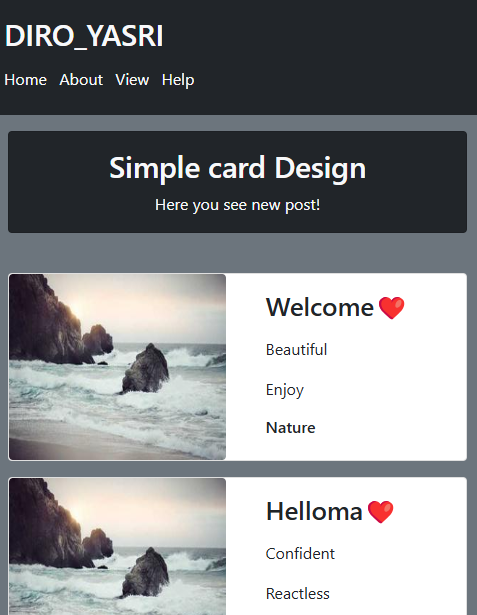 DIRO_YASRI
Home About View Help
Simple card Design
Here you see new post!
Welcome ❤️
Beautiful
Enjoy
Nature
Helloma ❤️
Confident
Reactless